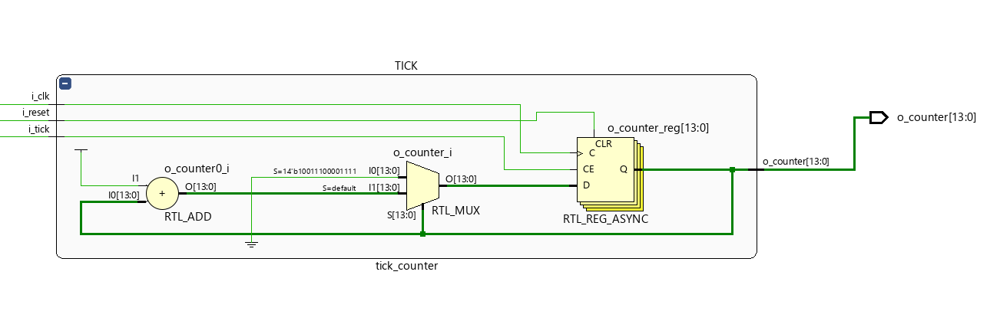 TICK
i_clk
i_reset
i_tick
o_counter_reg[13:0]
o_counter[13:0]
CLR
C
CE
Q
D
RTL_REG_ASYNC
o_counter[13:0]
o_counter_i
S=14'b10011100001111
I0[13:0]
S=default
I1[13:0]
O[13:0]
S[13:0]
RTL_MUX
o_counter0_i
I1
I0[13:0]
+
O[13:0]
RTL_ADD
tick_counter